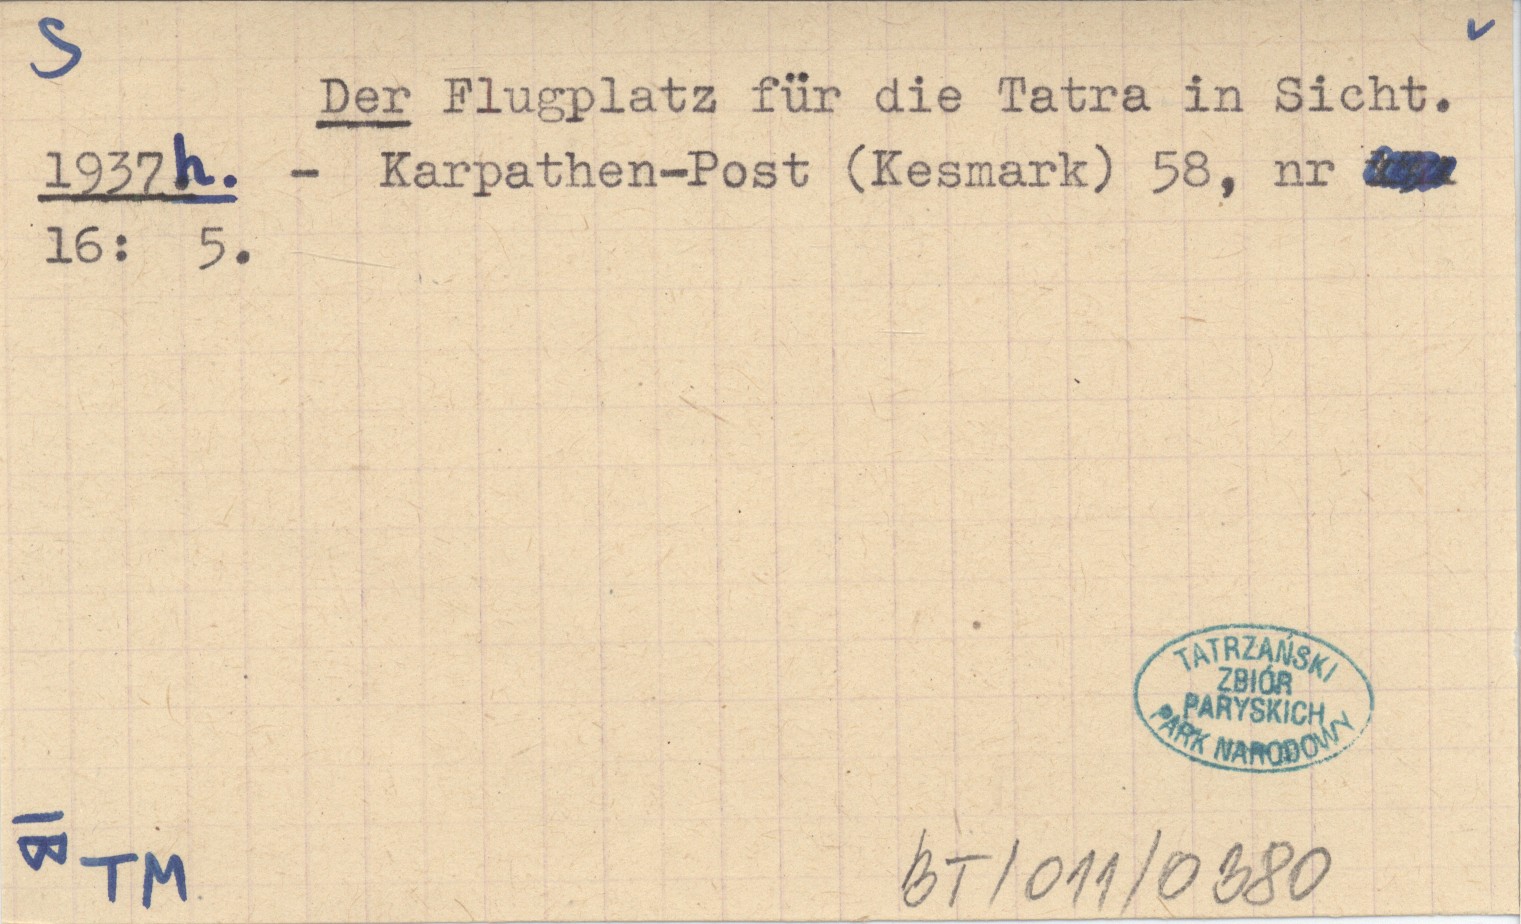 S
Der Flugplatz für die Tatra in Sicht.
1937h. - Karpathen-Post (Kesmark) 58, nr
16: 5.
TATRZAŃSKI
ZBIÓR
PARYSKICH
PARK NARODOWY
TM
BT/011/0380